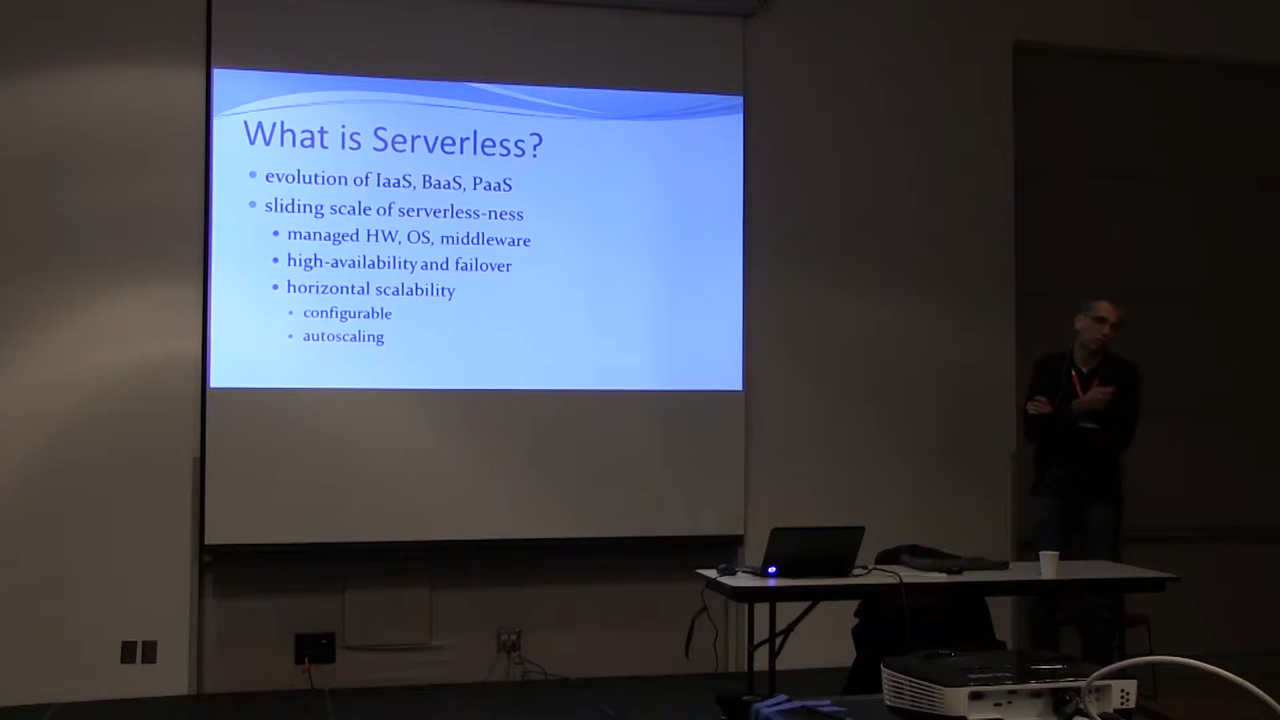 What is Serverless?
evolution of IaaS, BaaS, PaaS
sliding scale of serverless-ness
managed HW, OS, middleware
high-availability and failover
horizontal scalability
configurable
autoscaling